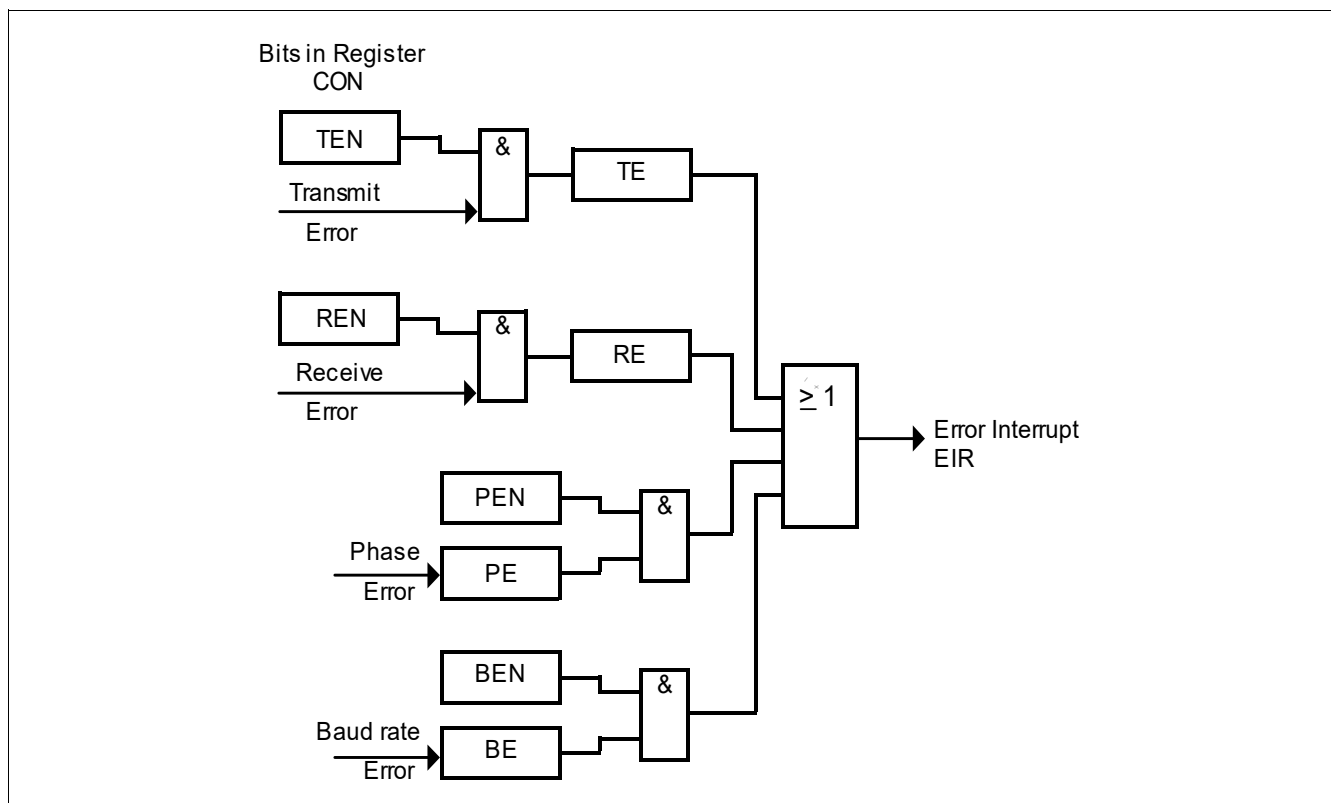 Bits in Register
CON
TEN
&
TE
Transmit
Error
REN
&
RE
Receive
Error
≥ 1
Error Interrupt
EIR
PEN
&
Phase
PE
Error
BEN
&
Baud rate
BE
Error